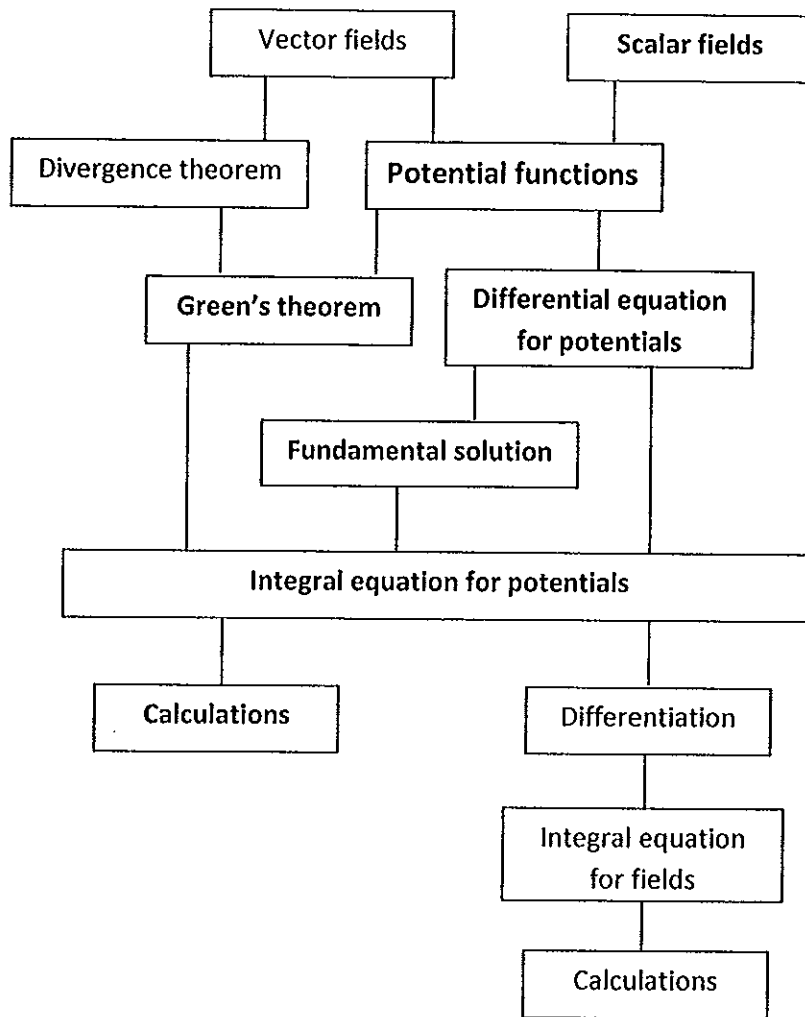 Vector fields
Scalar fields
Divergence theorem
Potential functions
Green's theorem
Differential equation
for potentials
Fundamental solution
Integral equation for potentials
Calculations
Differentiation
Integral equation
for fields
Calculations